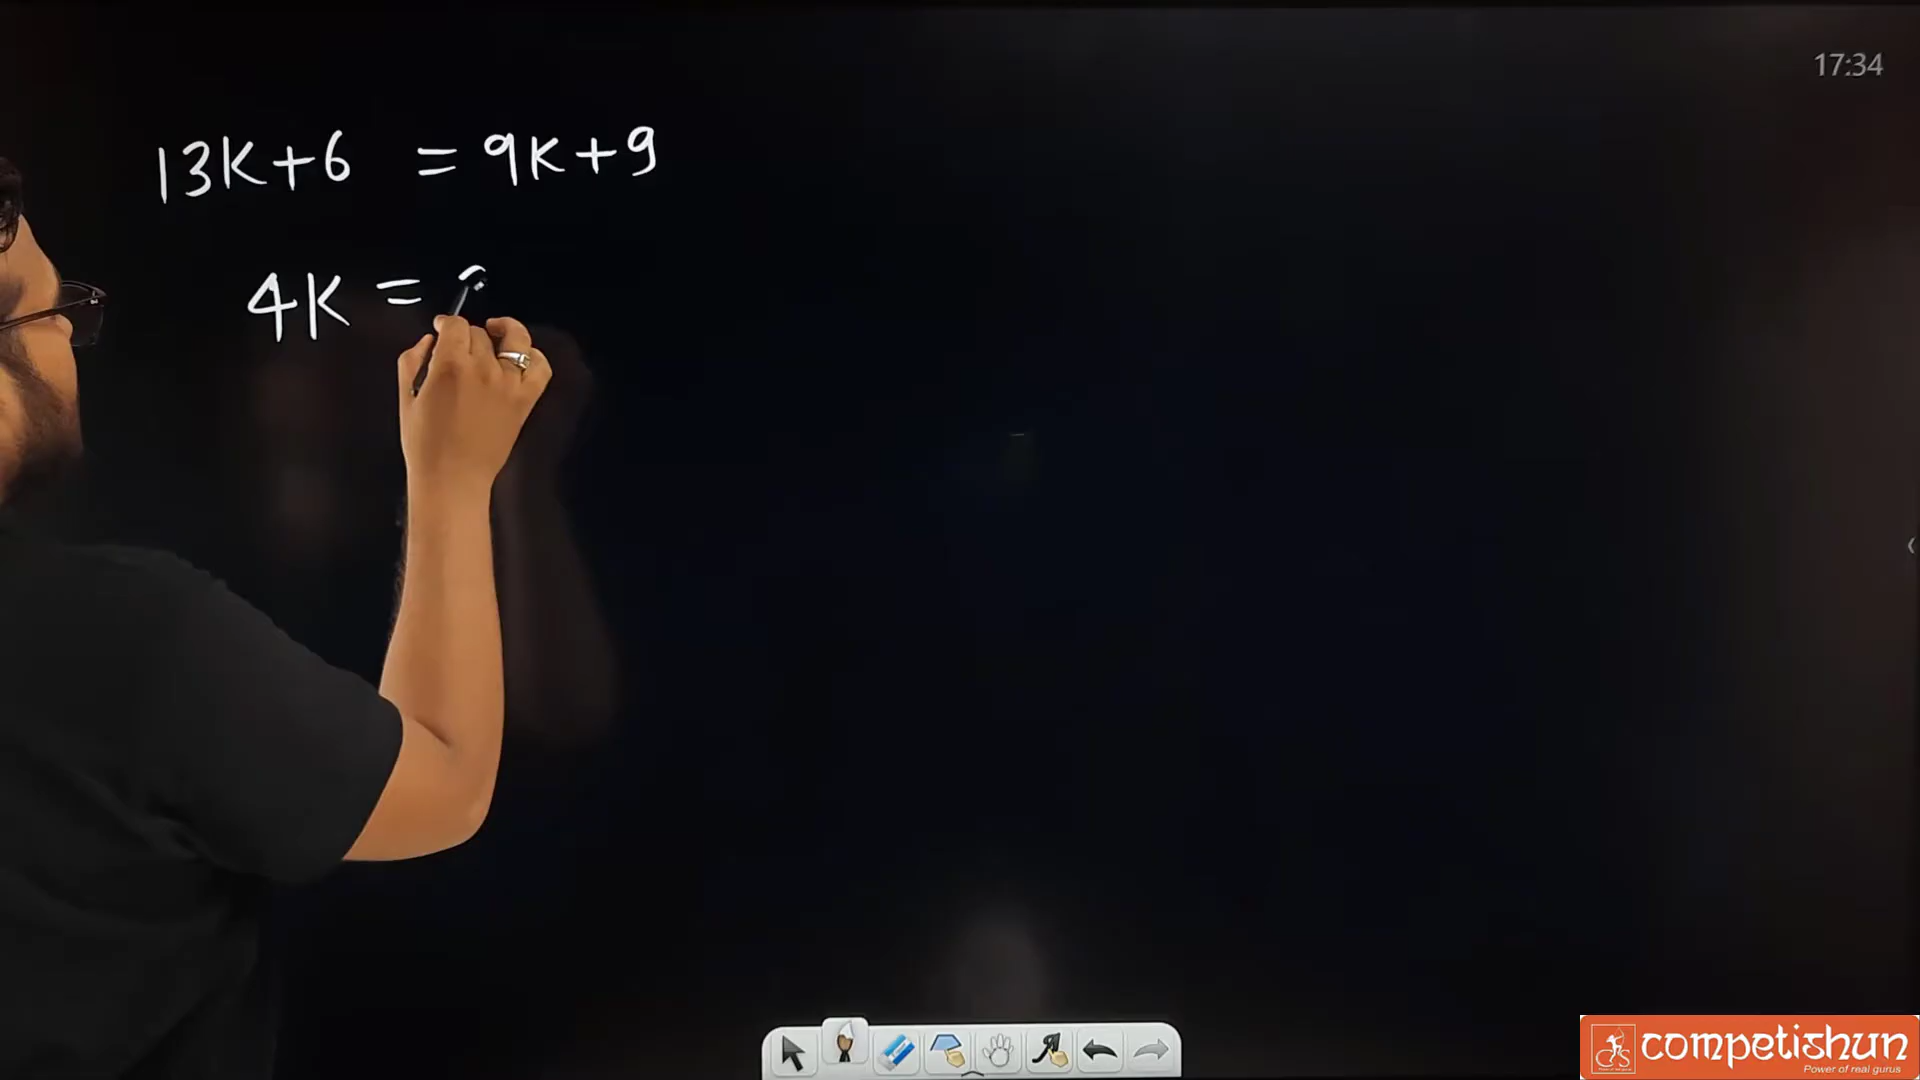 17:34
13K+6 = 9K+9
4K =
competishun
Power of real gurus